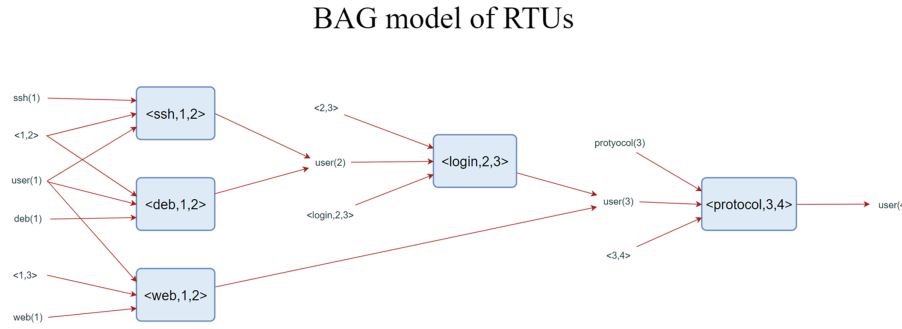 BAG model of RTUs
ssh(1)
<1,2>
user(1)
deb(1)
<1,3>
web(1)
<ssh,1,2>
<deb,1,2>
<web,1,2>
<2,3>
user(2)
<login,2,3>
<login,2,3>
user(3)
protyocol(3)
<3,4>
<protocol,3,4>
user(4